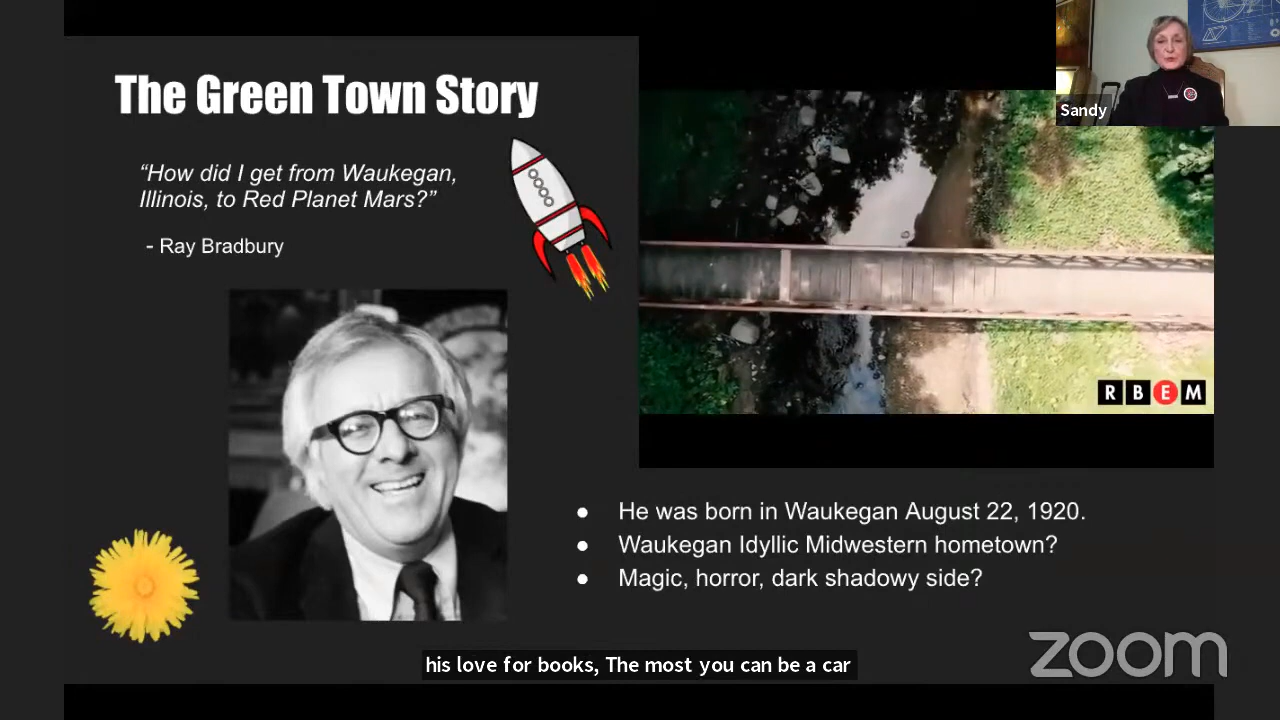 The Green Town Story
“How did I get from Waukegan,
Illinois, to Red Planet Mars?”
- Ray Bradbury
Sandy
R B E M
● He was born in Waukegan August 22, 1920.
● Waukegan Idyllic Midwestern hometown?
● Magic, horror, dark shadowy side?
his love for books, The most you can be a car
zoom